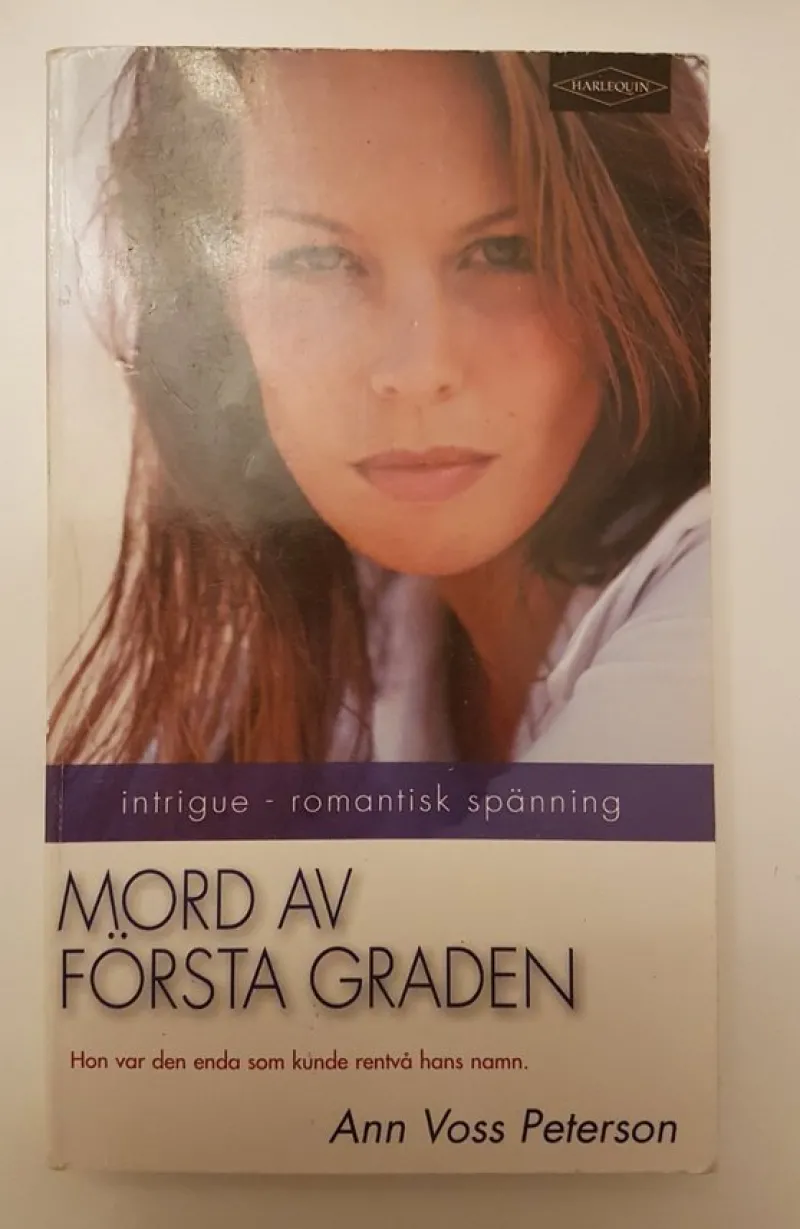 HARLEQUIN
intrigue - romantisk spänning
MORD AV
FÖRSTA GRADEN
Hon var den enda som kunde rentvå hans namn.
Ann Voss Peterson